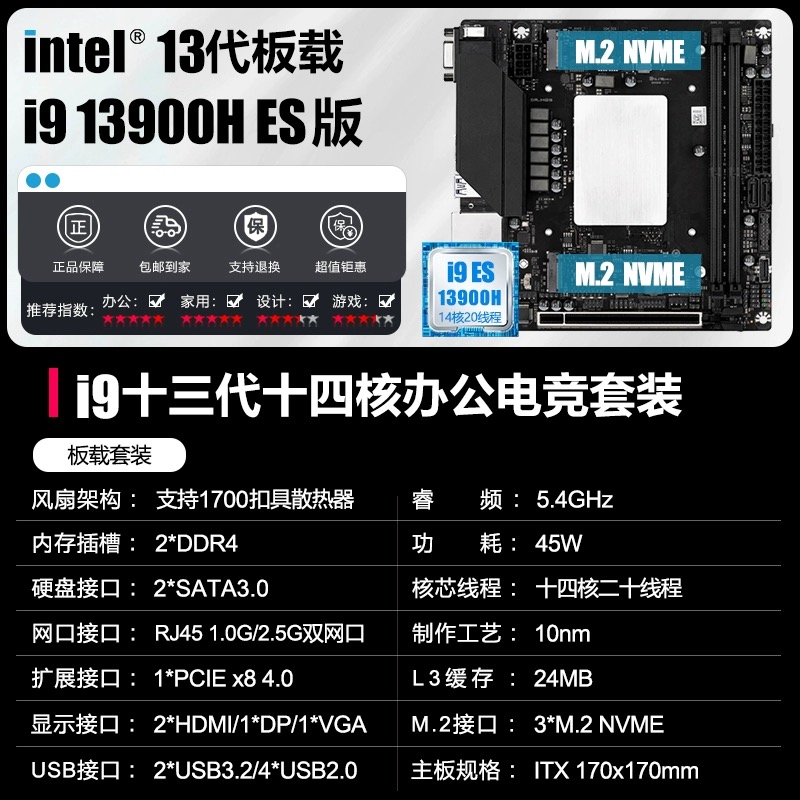 intel® 13代板载
i9 13900H ES版
M.2 NVME
正
保
正品保障 包邮到家 支持退换 超值钜惠
推荐指数: 办公: 家用: 设计: 游戏:
i9 ES
13900H
14核20线程
M.2 NVME
i9十三代十四核办公电竞套装
板载套装
风扇架构: 支持1700扣具散热器 睿频: 5.4GHz
内存插槽: 2*DDR4 功耗: 45W
硬盘接口: 2*SATA3.0 核芯线程: 十四核二十线程
网口接口: RJ45 1.0G/2.5G双网口 制作工艺: 10nm
扩展接口: 1*PCIE x8 4.0 L3缓存: 24MB
显示接口: 2*HDMI/1*DP/1*VGA M.2接口: 3*M.2 NVME
USB接口: 2*USB3.2/4*USB2.0 主板规格: ITX 170x170mm